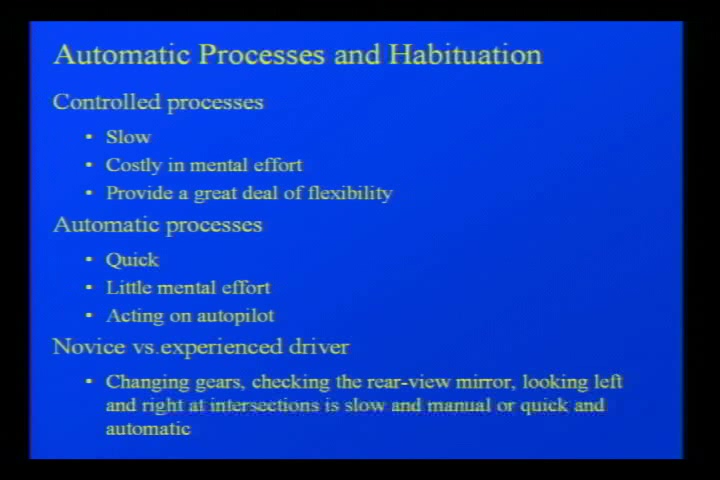 Automatic Processes and Habituation
Controlled processes
• Slow
• Costly in mental effort
• Provide a great deal of flexibility
Automatic processes
• Quick
• Little mental effort
• Acting on autopilot
Novice vs.experienced driver
• Changing gears, checking the rear-view mirror, looking left
and right at intersections is slow and manual or quick and
automatic